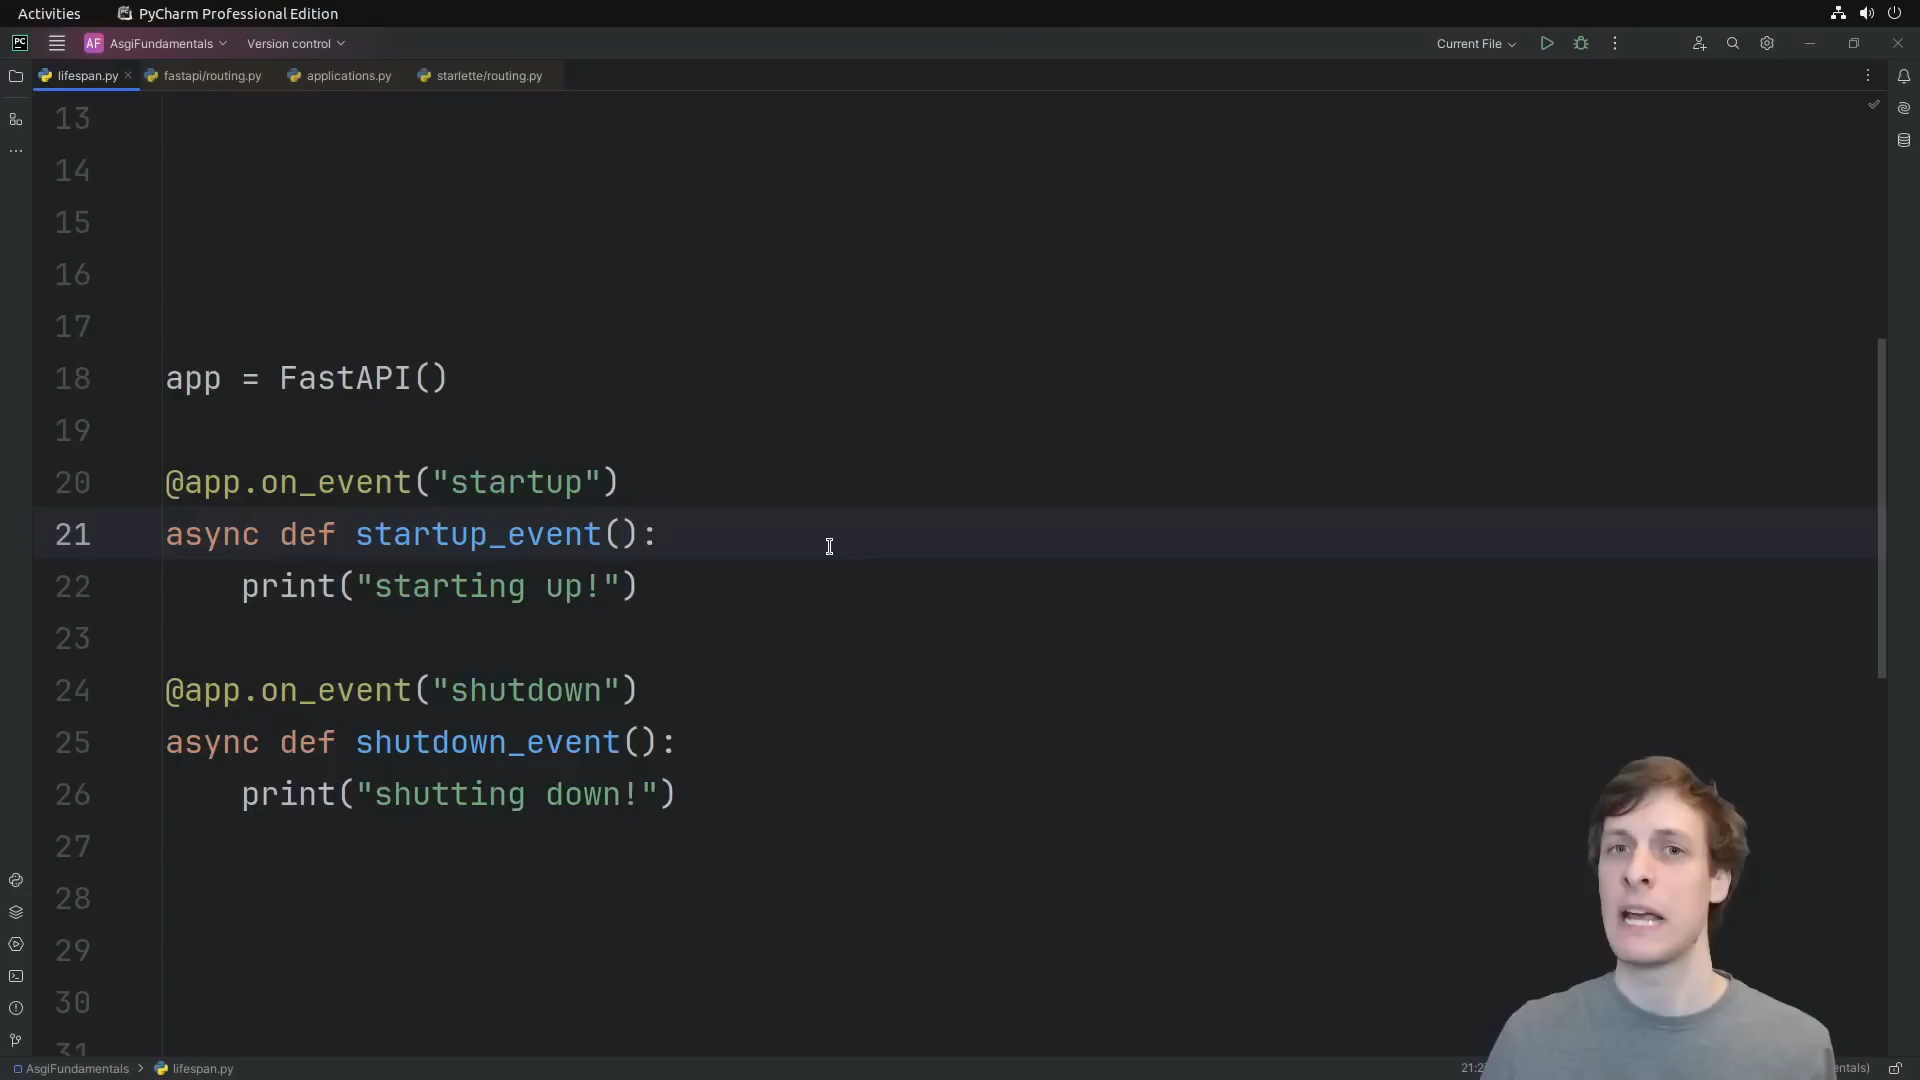 Activities PyCharm Professional Edition
PC AF AsgiFundamentals Version control Current File
lifespan.py fastapi/routing.py applications.py starlette/routing.py
13
14
15
16
17
18 app = FastAPI()
19
20 @app.on_event("startup")
21 async def startup_event():
22 print("starting up!")
23
24 @app.on_event("shutdown")
25 async def shutdown_event():
26 print("shutting down!")
27
28
29
30
31
AsgiFundamentals lifespan.py